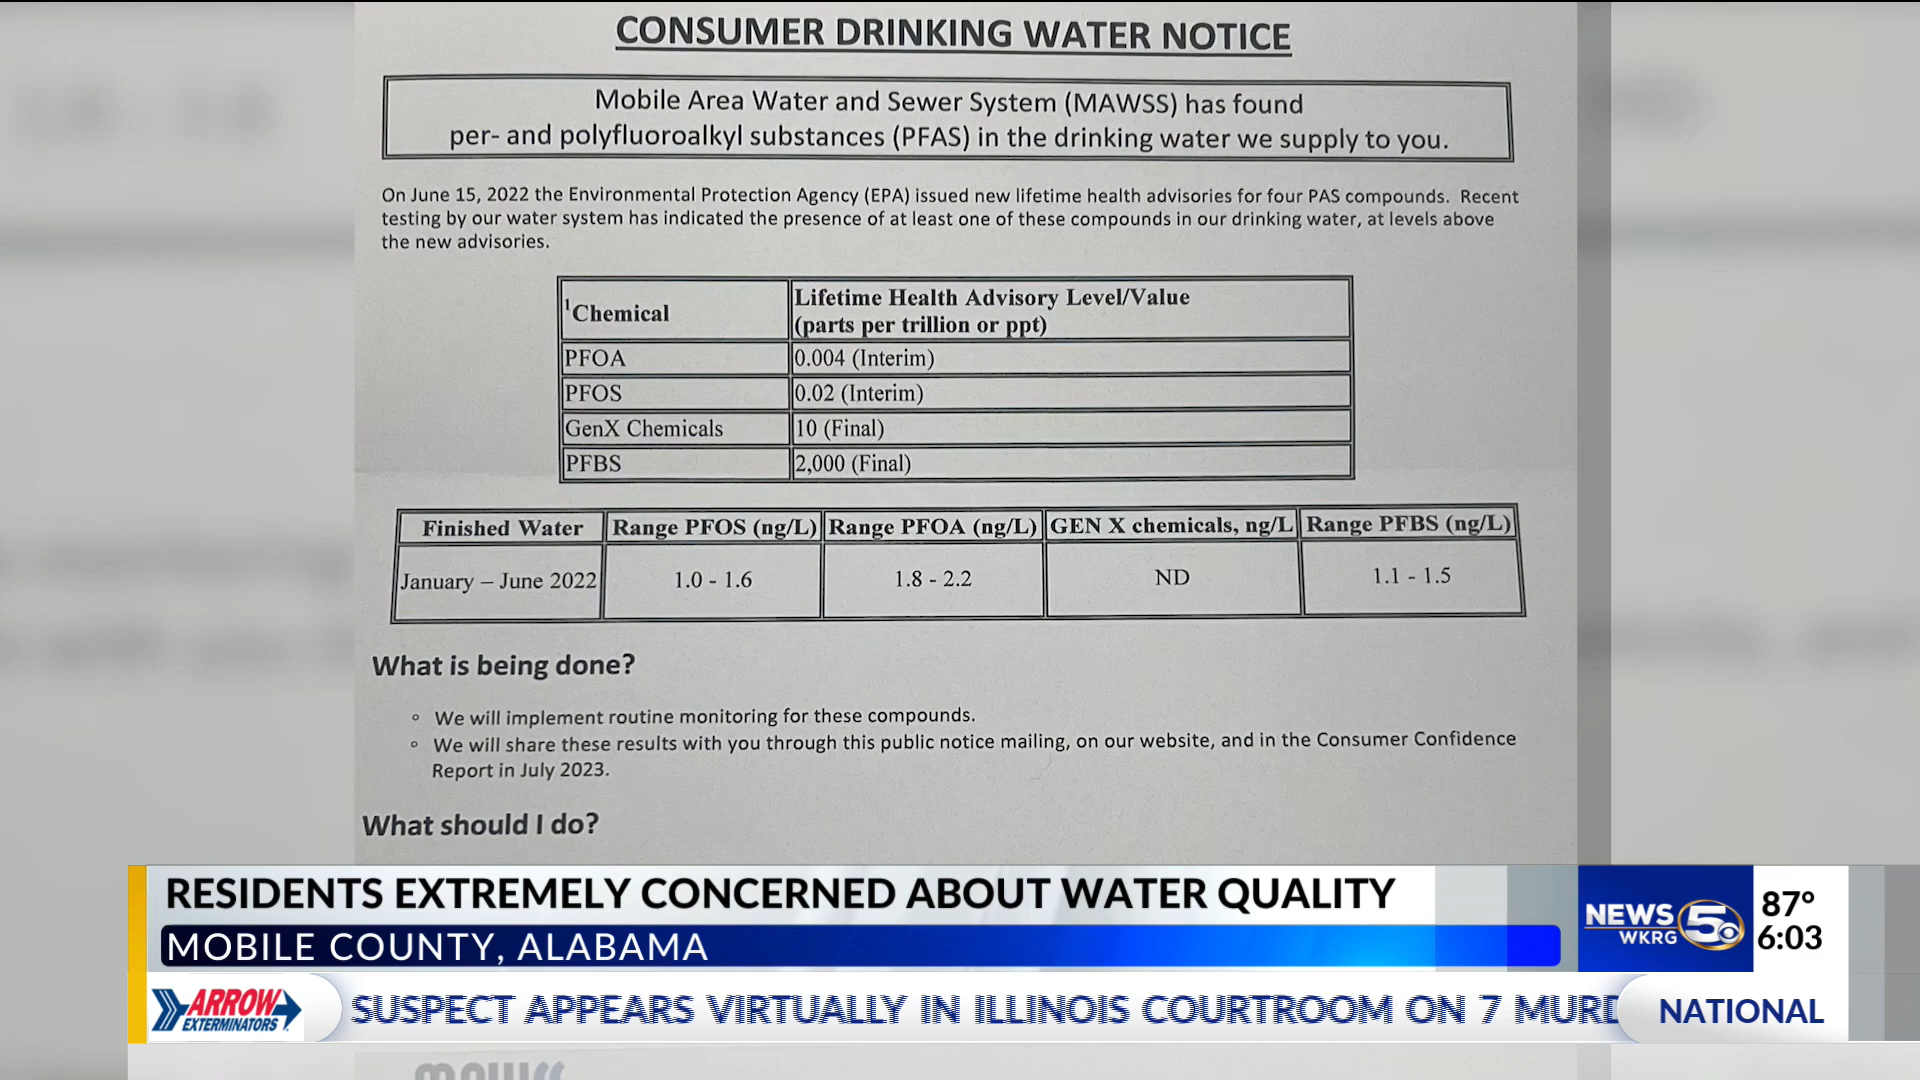 CONSUMER DRINKING WATER NOTICE
Mobile Area Water and Sewer System (MAWSS) has found
per- and polyfluoroalkyl substances (PFAS) in the drinking water we supply to you.
On June 15, 2022 the Environmental Protection Agency (EPA) issued new lifetime health advisories for four PAS compounds. Recent
testing by our water system has indicated the presence of at least one of these compounds in our drinking water, at levels above
the new advisories.
¹Chemical
Lifetime Health Advisory Level/Value
(parts per trillion or ppt)
PFOA 0.004 (Interim)
PFOS 0.02 (Interim)
GenX Chemicals 10 (Final)
PFBS 2,000 (Final)
Finished Water Range PFOS (ng/L) Range PFOA (ng/L) GEN X chemicals, ng/L Range PFBS (ng/L)
January – June 2022 1.0 - 1.6 1.8 - 2.2 ND 1.1 - 1.5
What is being done?
◦ We will implement routine monitoring for these compounds.
◦ We will share these results with you through this public notice mailing, on our website, and in the Consumer Confidence
Report in July 2023.
What should I do?
RESIDENTS EXTREMELY CONCERNED ABOUT WATER QUALITY
MOBILE COUNTY, ALABAMA
NEWS 5
WKRG
87°
6:03
ARROW
EXTERMINATORS
SUSPECT APPEARS VIRTUALLY IN ILLINOIS COURTROOM ON 7 MURD
NATIONAL